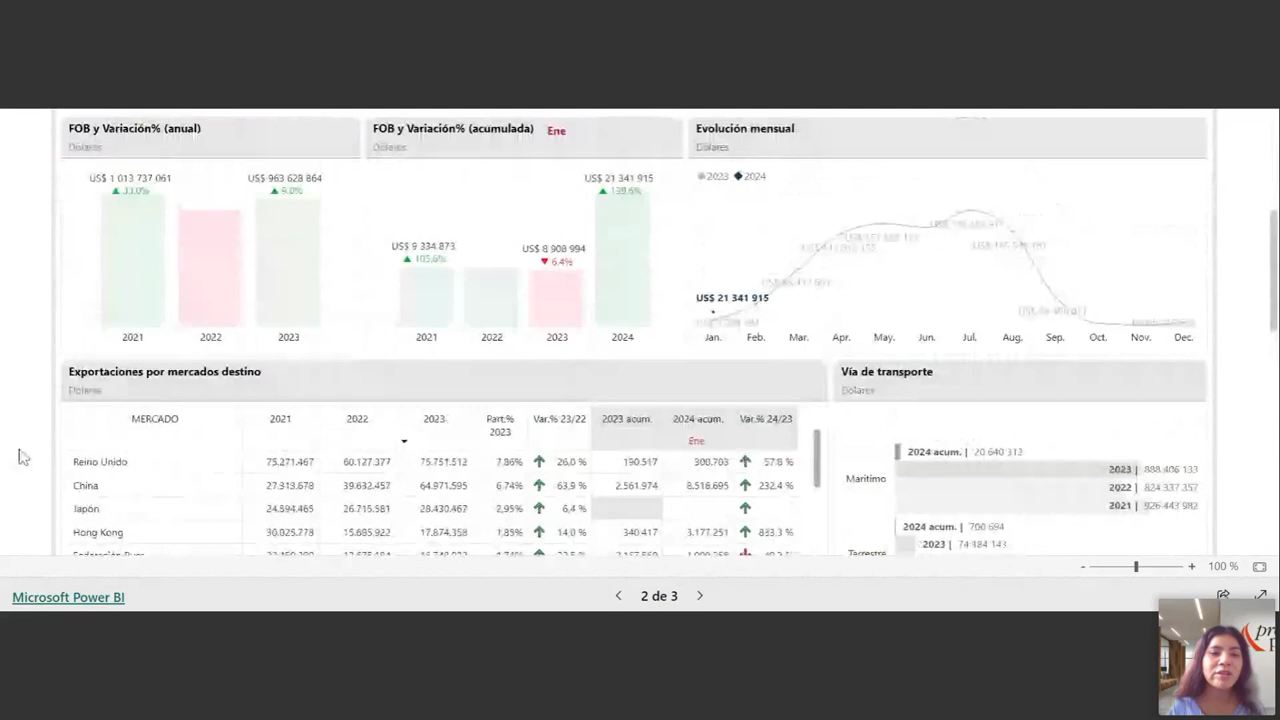 FOB y Variación% (anual)
Dólares
US$ 1 013 737 061
▲ 33.0%
US$ 963 628 864
▲ 9.0%
2021 2022 2023
FOB y Variación% (acumulada) Ene
Dólares
US$ 9 334 873
▲ 105,6%
US$ 8 908 994
▼ 6.4%
US$ 21 341 915
▲ 139,6%
2021 2022 2023 2024
Evolución mensual
Dólares
2023 2024
US$ 21 341 915
Jan. Feb. Mar. Apr. May. Jun. Jul. Aug. Sep. Oct. Nov. Dec.
Exportaciones por mercados destino
Dólares
MERCADO 2021 2022 2023 Part.% 2023 Var.% 23/22 2023 acum. 2024 acum. Var.% 24/23
Ene
Reino Unido 75.271.467 60.127.377 75.751.512 7,86% 26,0 % 190.517 300.703 57,8 %
China 27.313.678 39.632.457 64.971.595 6,74% 63,9 % 2.561.974 8.516.695 232,4 %
Japón 24.594.465 26.715.581 28.430.467 2,95% 6,4 %
Hong Kong 30.825.778 15.685.922 17.874.358 1,85% 14,0 % 340.417 3.177.251 833,3 %
Vía de transporte
Dólares
2024 acum. | 20 640 313
Marítimo
2023 | 888 406 133
2022 | 824 337 357
2021 | 926 443 982
2024 acum. | 700 694
Terrestre
2023 | 74 184 143
- + 100 %
Microsoft Power BI
2 de 3